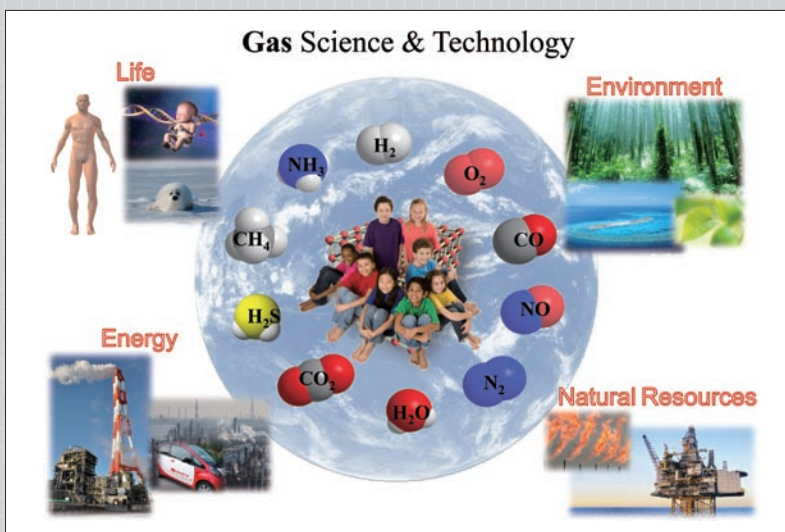 Gas Science & Technology
Life
Environment
H₂
NH₃
O₂
CH₄
CO
H₂S
NO
Energy
CO₂
N₂
H₂O
Natural Resources